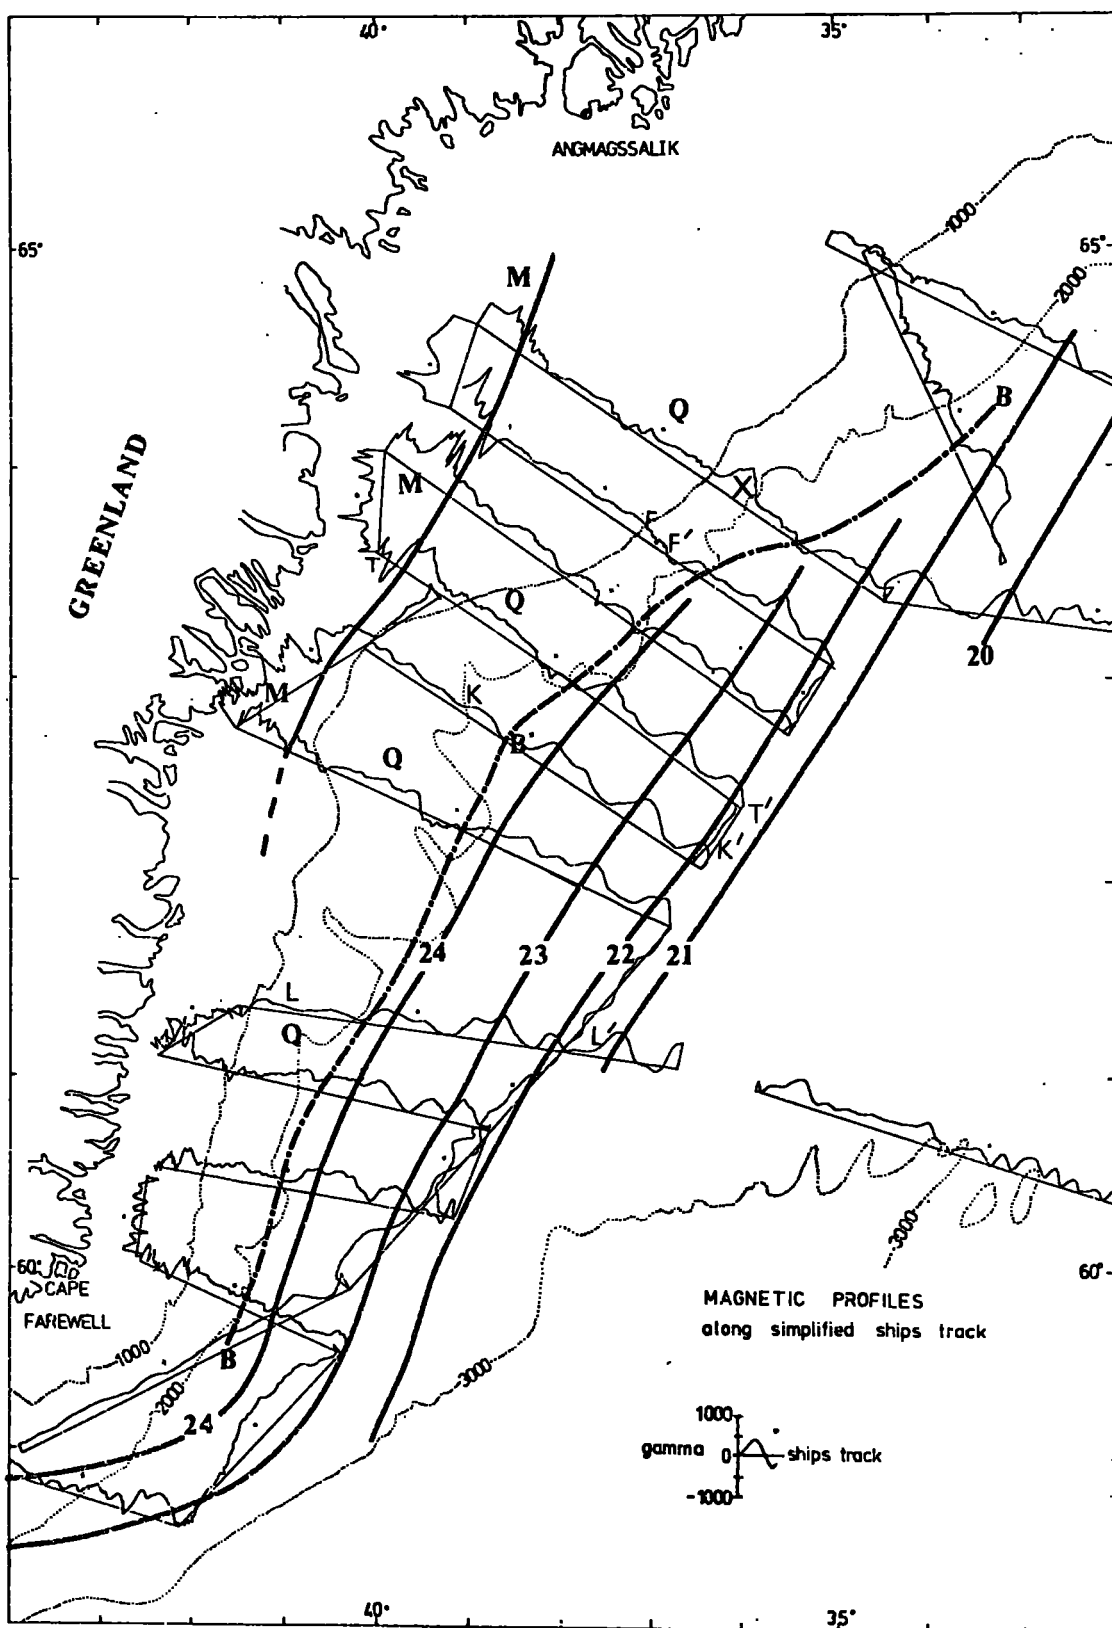 40°
35°
ANGMAGSSALIK
1000
65°
65°
2000
M
B
Q
X
M
GREENLAND
F
F′
T
Q
20
K
M
B
Q
T′
K′
24
23
22
21
L
Q
L′
3000
60°
60°
CAPE
FAREWELL
MAGNETIC PROFILES
along simplified ships track
1000
B
3000
2000
24
1000
gamma 0 ships track
-1000
40°
35°